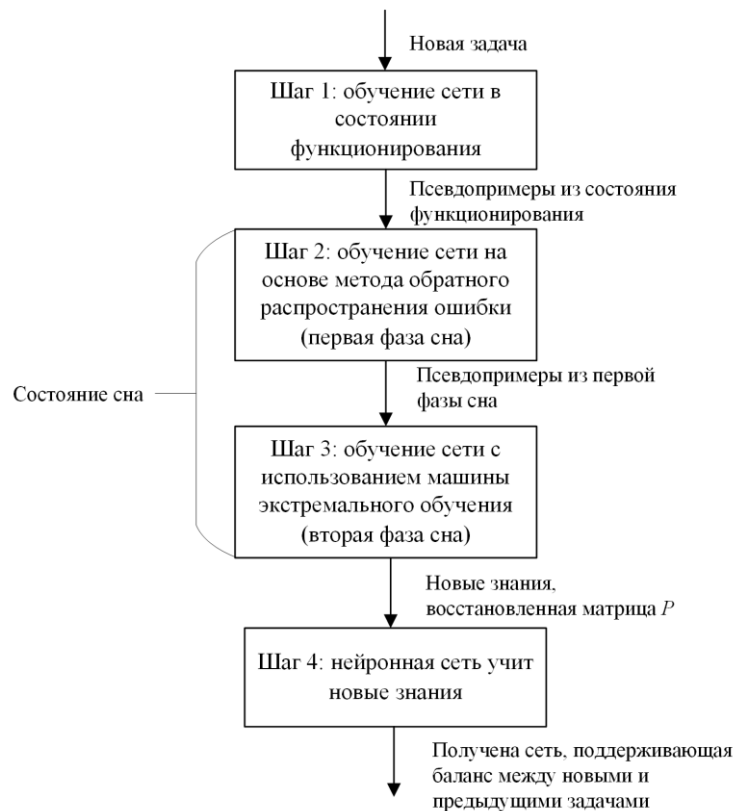 Новая задача
Шаг 1: обучение сети в
состоянии
функционирования
Псевдопримеры из состояния
функционирования
Шаг 2: обучение сети на
основе метода обратного
распространения ошибки
(первая фаза сна)
Состояние сна
Псевдопримеры из первой
фазы сна
Шаг 3: обучение сети с
использованием машины
экстремального обучения
(вторая фаза сна)
Новые знания,
восстановленная матрица P
Шаг 4: нейронная сеть учит
новые знания
Получена сеть, поддерживающая
баланс между новыми и
предыдущими задачами